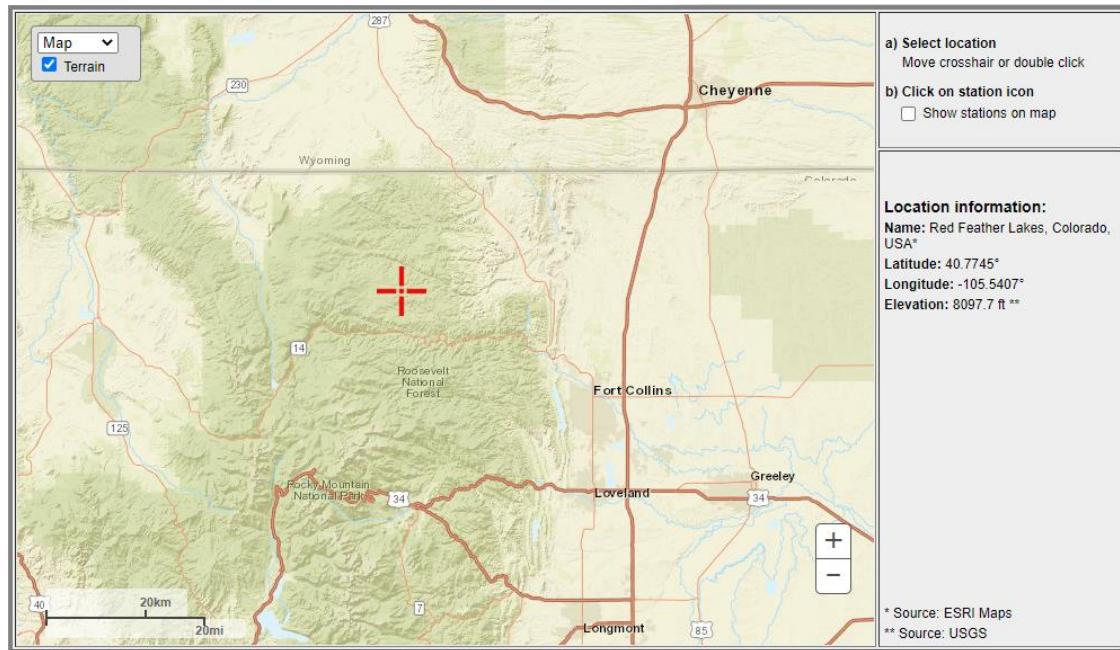 Map
Terrain
287
230
Cheyenne
Wyoming
Colorado
14
Roosevelt
National
Forest
Fort Collins
125
Rocky Mountain
National Park
34
Loveland
Greeley
34
40
20km
20mi
7
Longmont
85
+
−
a) Select location
Move crosshair or double click
b) Click on station icon
Show stations on map
Location information:
Name: Red Feather Lakes, Colorado,
USA*
Latitude: 40.7745°
Longitude: -105.5407°
Elevation: 8097.7 ft **
* Source: ESRI Maps
** Source: USGS